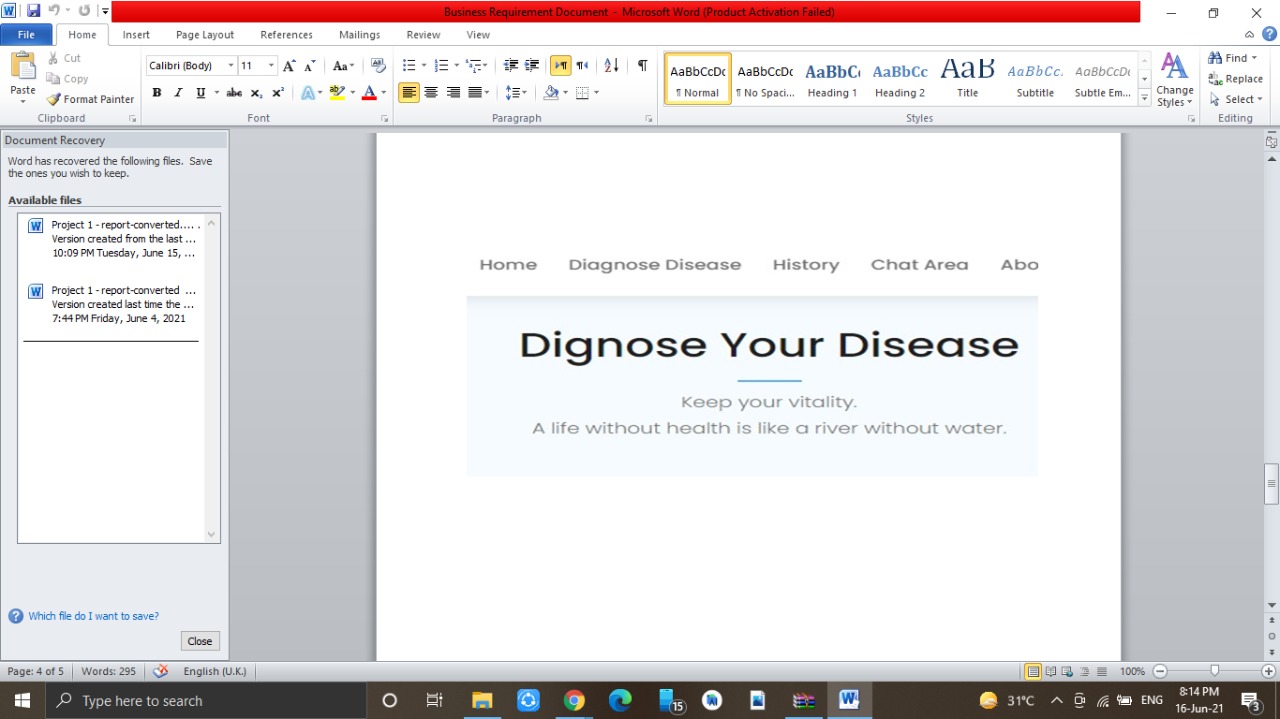 Business Requirement Document - Microsoft Word (Product Activation Failed)
File Home Insert Page Layout References Mailings Review View
Paste
Cut
Copy
Format Painter
Clipboard
Calibri (Body) 11
Font
Paragraph
AaBbCcDc AaBbCcDc AaBbCc AaBbCc AaB AaBbCc. AaBbCcDc
¶ Normal ¶ No Spaci... Heading 1 Heading 2 Title Subtitle Subtle Em...
Change
Styles
Styles
Find
Replace
Select
Editing
Document Recovery
Word has recovered the following files. Save
the ones you wish to keep.
Available files
Project 1 - report-converted.... .
Version created from the last ...
10:09 PM Tuesday, June 15, ...
Project 1 - report-converted ...
Version created last time the ...
7:44 PM Friday, June 4, 2021
Which file do I want to save?
Close
Home Diagnose Disease History Chat Area Abo
Dignose Your Disease
Keep your vitality.
A life without health is like a river without water.
Page: 4 of 5 Words: 295 English (U.K.) 100%
Type here to search
15
31°C ENG
8:14 PM
16-Jun-21
3